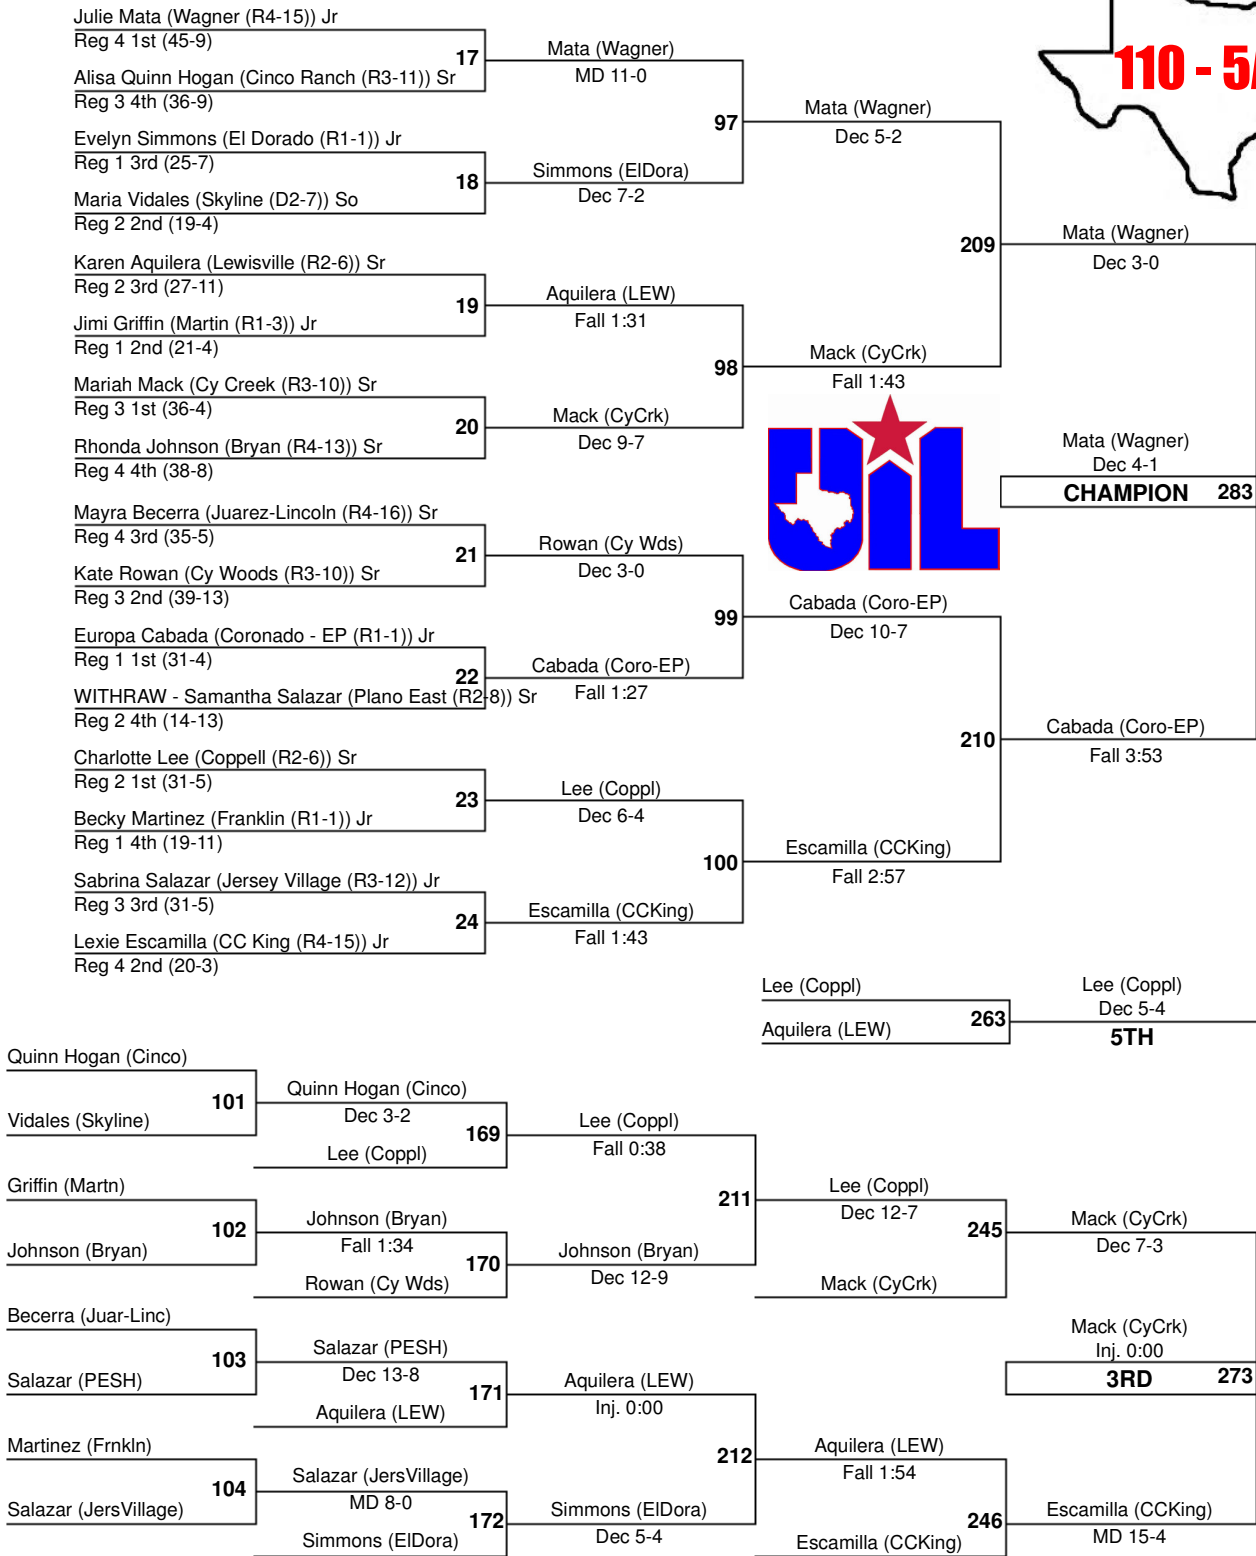 Julie Mata (Wagner (R4-15)) Jr
Reg 4 1st (45-9)
17
Mata (Wagner)
MD 11-0
Alisa Quinn Hogan (Cinco Ranch (R3-11)) Sr
Reg 3 4th (36-9)
110 - 5/
97
Mata (Wagner)
Dec 5-2
Evelyn Simmons (El Dorado (R1-1)) Jr
Reg 1 3rd (25-7)
18
Simmons (ElDora)
Dec 7-2
Maria Vidales (Skyline (D2-7)) So
Reg 2 2nd (19-4)
209
Mata (Wagner)
Dec 3-0
Karen Aquilera (Lewisville (R2-6)) Sr
Reg 2 3rd (27-11)
19
Aquilera (LEW)
Fall 1:31
Jimi Griffin (Martin (R1-3)) Jr
Reg 1 2nd (21-4)
98
Mack (CyCrk)
Fall 1:43
Mariah Mack (Cy Creek (R3-10)) Sr
Reg 3 1st (36-4)
20
Mack (CyCrk)
Dec 9-7
Rhonda Johnson (Bryan (R4-13)) Sr
Reg 4 4th (38-8)
UIL
Mata (Wagner)
Dec 4-1
CHAMPION 283
Mayra Becerra (Juarez-Lincoln (R4-16)) Sr
Reg 4 3rd (35-5)
21
Rowan (Cy Wds)
Dec 3-0
Kate Rowan (Cy Woods (R3-10)) Sr
Reg 3 2nd (39-13)
99
Cabada (Coro-EP)
Dec 10-7
Europa Cabada (Coronado - EP (R1-1)) Jr
Reg 1 1st (31-4)
22
Cabada (Coro-EP)
Fall 1:27
WITHRAW - Samantha Salazar (Plano East (R2-8)) Sr
Reg 2 4th (14-13)
210
Cabada (Coro-EP)
Fall 3:53
Charlotte Lee (Coppell (R2-6)) Sr
Reg 2 1st (31-5)
23
Lee (Coppl)
Dec 6-4
Becky Martinez (Franklin (R1-1)) Jr
Reg 1 4th (19-11)
100
Escamilla (CCKing)
Fall 2:57
Sabrina Salazar (Jersey Village (R3-12)) Jr
Reg 3 3rd (31-5)
24
Escamilla (CCKing)
Fall 1:43
Lexie Escamilla (CC King (R4-15)) Jr
Reg 4 2nd (20-3)
Lee (Coppl)
263
Aquilera (LEW)
Lee (Coppl)
Dec 5-4
5TH
Quinn Hogan (Cinco)
101
Vidales (Skyline)
Quinn Hogan (Cinco)
Dec 3-2
169
Lee (Coppl)
Lee (Coppl)
Fall 0:38
Griffin (Martn)
102
Johnson (Bryan)
Johnson (Bryan)
Fall 1:34
170
Rowan (Cy Wds)
Johnson (Bryan)
Dec 12-9
211
Lee (Coppl)
Dec 12-7
245
Mack (CyCrk)
Mack (CyCrk)
Dec 7-3
Becerra (Juar-Linc)
103
Salazar (PESH)
Salazar (PESH)
Dec 13-8
171
Aquilera (LEW)
Aquilera (LEW)
Inj. 0:00
Mack (CyCrk)
Inj. 0:00
3RD 273
Martinez (Frnkln)
104
Salazar (JersVillage)
Salazar (JersVillage)
MD 8-0
172
Simmons (ElDora)
Simmons (ElDora)
Dec 5-4
212
Aquilera (LEW)
Fall 1:54
246
Escamilla (CCKing)
Escamilla (CCKing)
MD 15-4